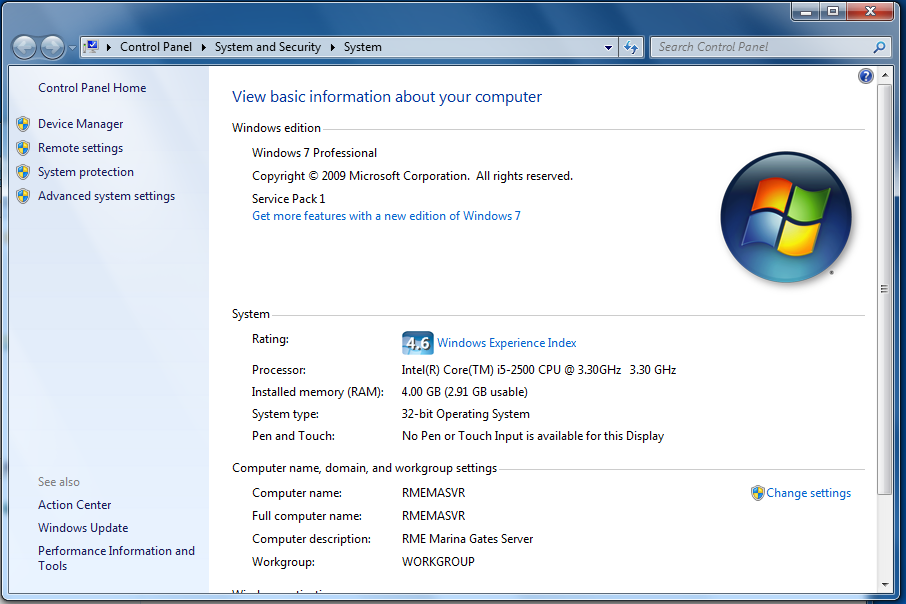 Control Panel ▸ System and Security ▸ System
Search Control Panel
Control Panel Home
Device Manager
Remote settings
System protection
Advanced system settings
See also
Action Center
Windows Update
Performance Information and
Tools
View basic information about your computer
Windows edition
Windows 7 Professional
Copyright © 2009 Microsoft Corporation.  All rights reserved.
Service Pack 1
Get more features with a new edition of Windows 7
System
Rating: 4.6 Windows Experience Index
Processor: Intel(R) Core(TM) i5-2500 CPU @ 3.30GHz   3.30 GHz
Installed memory (RAM): 4.00 GB (2.91 GB usable)
System type: 32-bit Operating System
Pen and Touch: No Pen or Touch Input is available for this Display
Computer name, domain, and workgroup settings
Computer name: RMEMASVR
Change settings
Full computer name: RMEMASVR
Computer description: RME Marina Gates Server
Workgroup: WORKGROUP